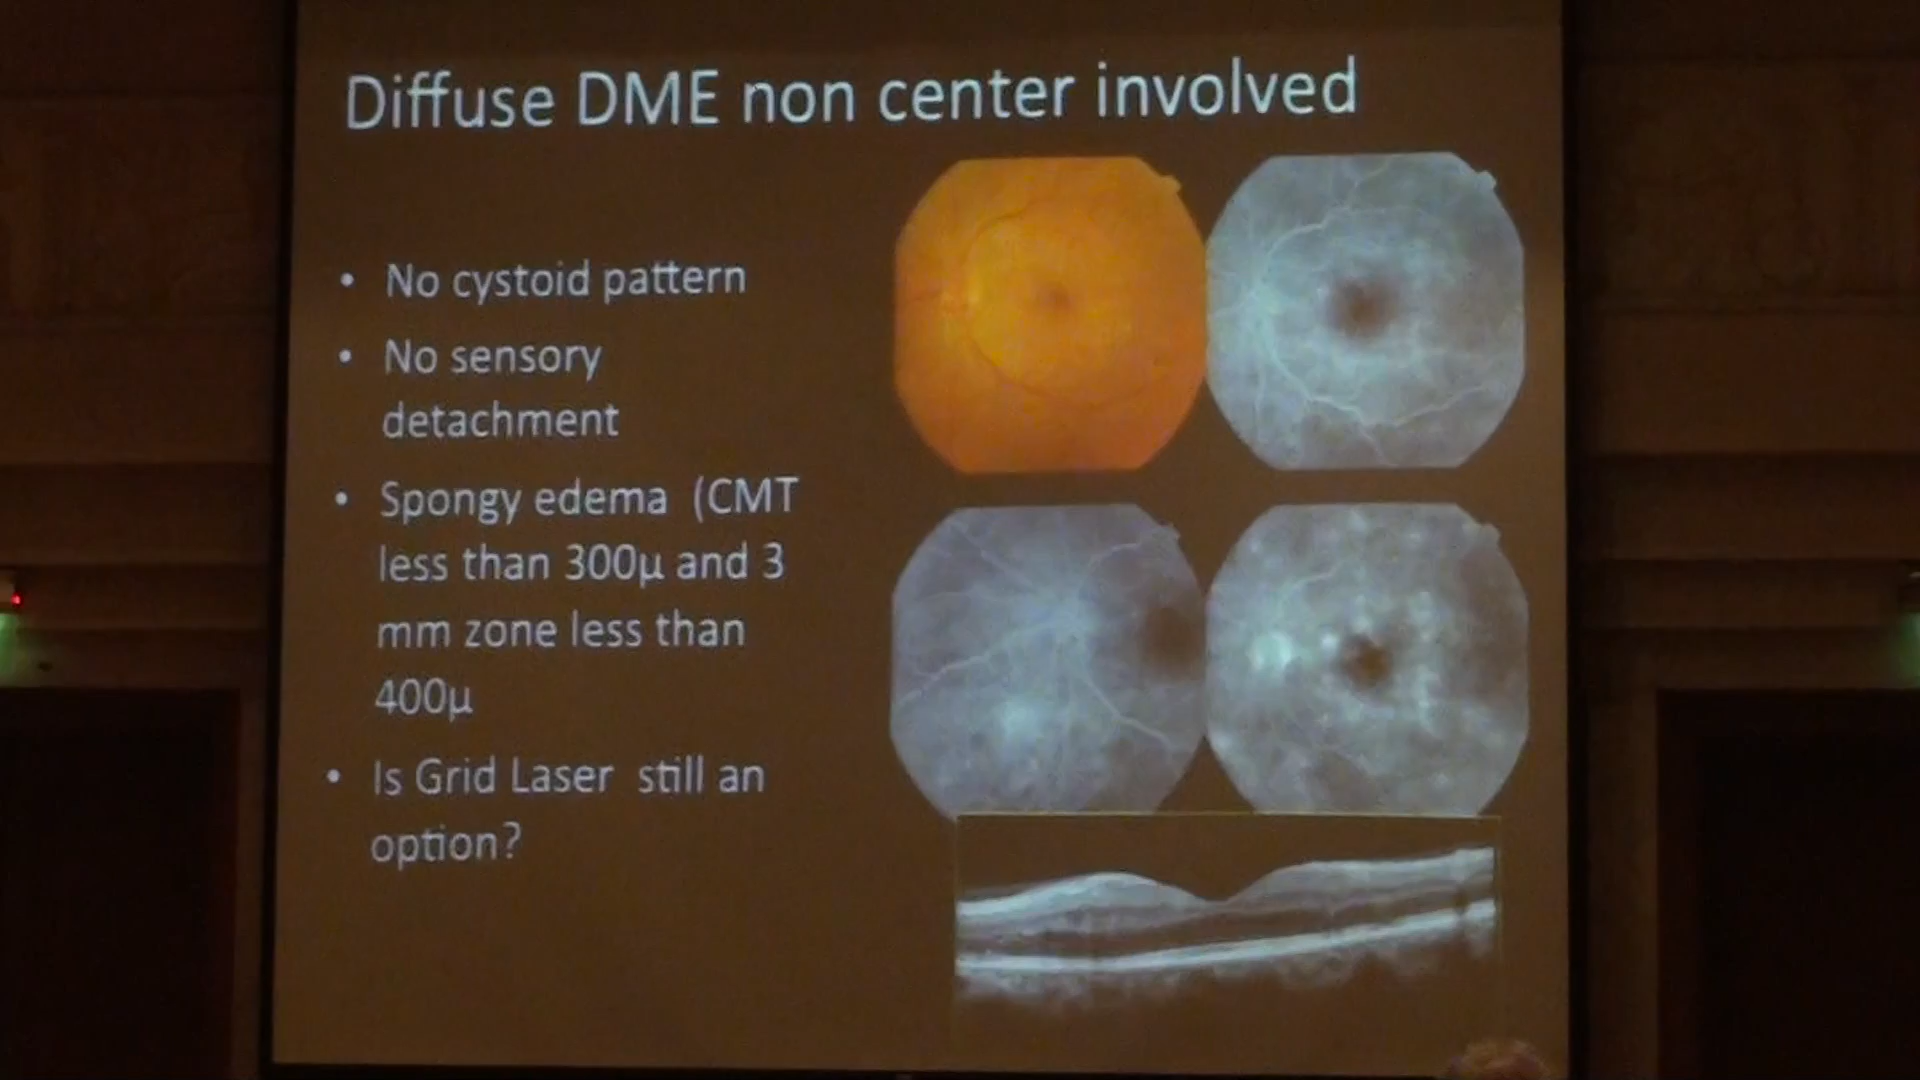 Diffuse DME non center involved
• No cystoid pattern
• No sensory
detachment
• Spongy edema (CMT
less than 300µ and 3
mm zone less than
400µ
• Is Grid Laser still an
option?